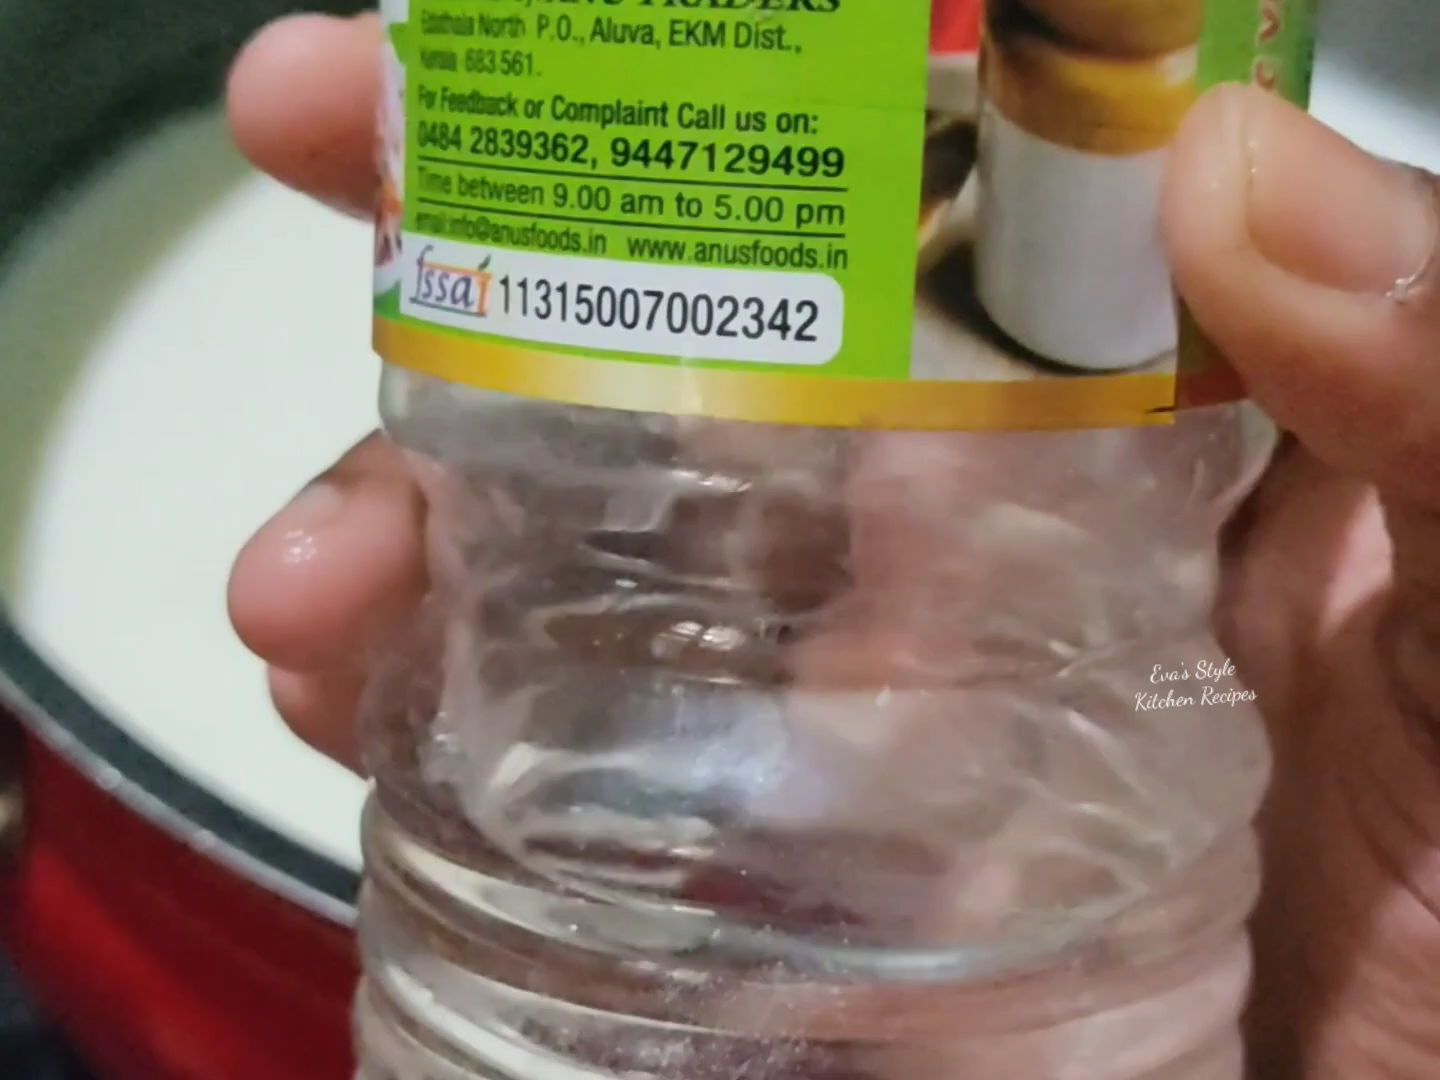 ANU TRADERS
North P.O., Aluva, EKM Dist.,
Kerala 683 561.
For Feedback or Complaint Call us on:
0484 2839362, 9447129499
Time between 9.00 am to 5.00 pm
email:info@anusfoods.in www.anusfoods.in
fssai 11315007002342
Eva's Style
Kitchen Recipes